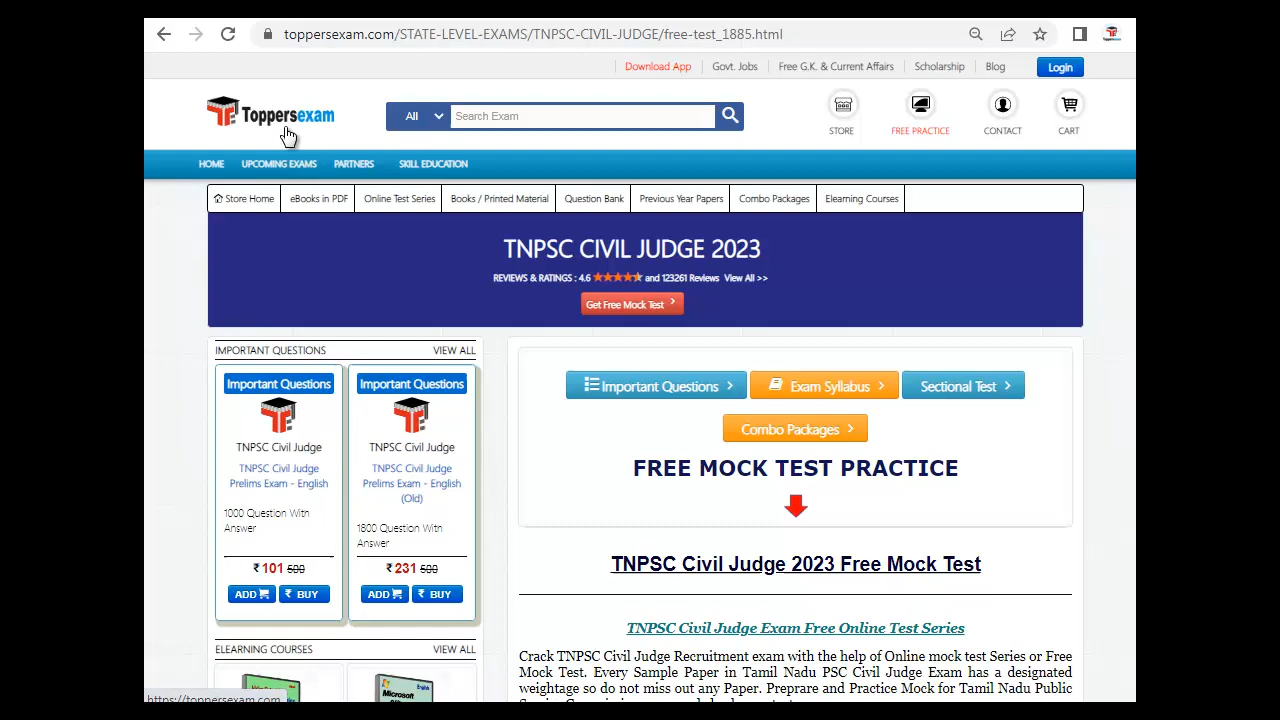 toppersexam.com/STATE-LEVEL-EXAMS/TNPSC-CIVIL-JUDGE/free-test_1885.html
Download App Govt. Jobs Free G.K. & Current Affairs Scholarship Blog Login
Toppersexam
All Search Exam
STORE FREE PRACTICE CONTACT CART
HOME UPCOMING EXAMS PARTNERS SKILL EDUCATION
Store Home eBooks in PDF Online Test Series Books / Printed Material Question Bank Previous Year Papers Combo Packages Elearning Courses
TNPSC CIVIL JUDGE 2023
REVIEWS & RATINGS : 4.6 and 123261 Reviews View All >>
Get Free Mock Test
IMPORTANT QUESTIONS VIEW ALL
Important Questions
TNPSC Civil Judge
TNPSC Civil Judge
Prelims Exam - English
1000 Question With
Answer
₹ 101 500
ADD ₹ BUY
Important Questions
TNPSC Civil Judge
TNPSC Civil Judge
Prelims Exam - English
(Old)
1800 Question With
Answer
₹ 231 500
ADD ₹ BUY
ELEARNING COURSES VIEW ALL
Microsoft
English
Important Questions Exam Syllabus Sectional Test
Combo Packages
FREE MOCK TEST PRACTICE
TNPSC Civil Judge 2023 Free Mock Test
TNPSC Civil Judge Exam Free Online Test Series
Crack TNPSC Civil Judge Recruitment exam with the help of Online mock test Series or Free
Mock Test. Every Sample Paper in Tamil Nadu PSC Civil Judge Exam has a designated
weightage so do not miss out any Paper. Preprare and Practice Mock for Tamil Nadu Public
https://toppersexam.com